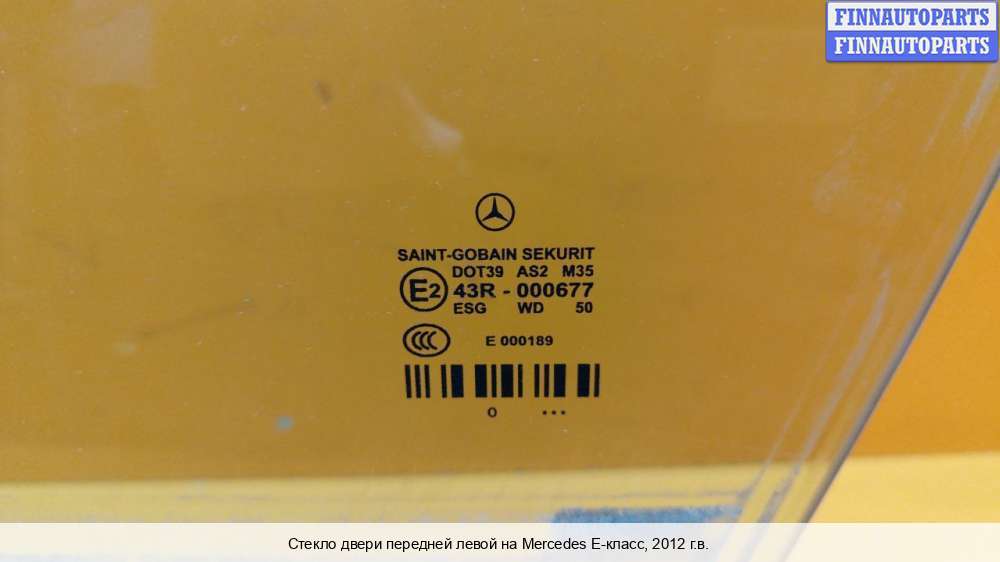 FINNAUTOPARTS
FINNAUTOPARTS
SAINT-GOBAIN SEKURIT
DOT39 AS2 M35
E2 43R - 000677
ESG WD 50
CCC E 000189
0 ...
Стекло двери передней левой на Mercedes E-класс, 2012 г.в.